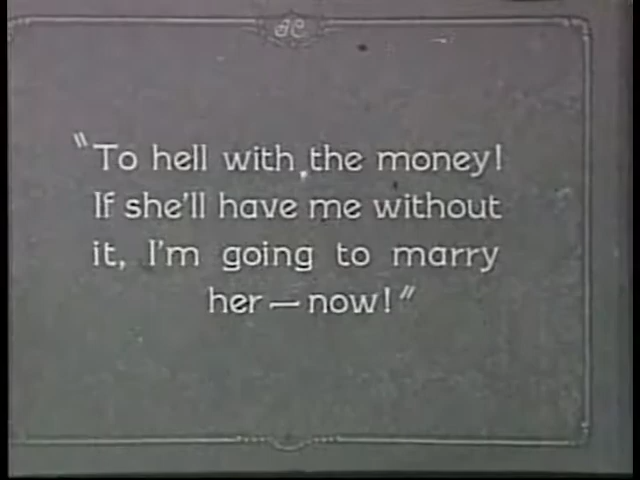 "To hell with the money!
If she'll have me without
it, I'm going to marry
her—now!"